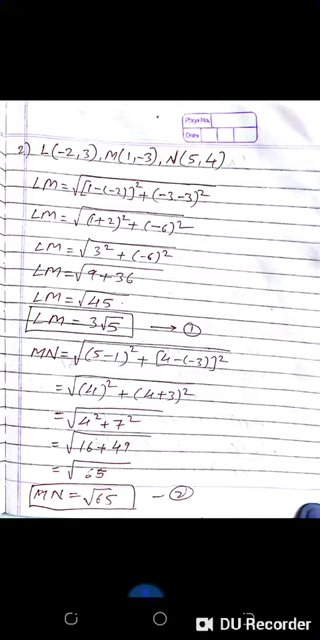 Page No.
Date
2) L(-2,3), M(1,-3), N(5,4)
LM=√[1-(-2)]²+(-3-3)²
LM=√(1+2)²+(-6)²
LM=√3²+(-6)²
LM=√9+36
LM=√45
LM=3√5 → ①
MN=√(5-1)²+[4-(-3)]²
=√(4)²+(4+3)²
=√4²+7²
=√16+49
=√65
MN=√65 -②
DU Recorder